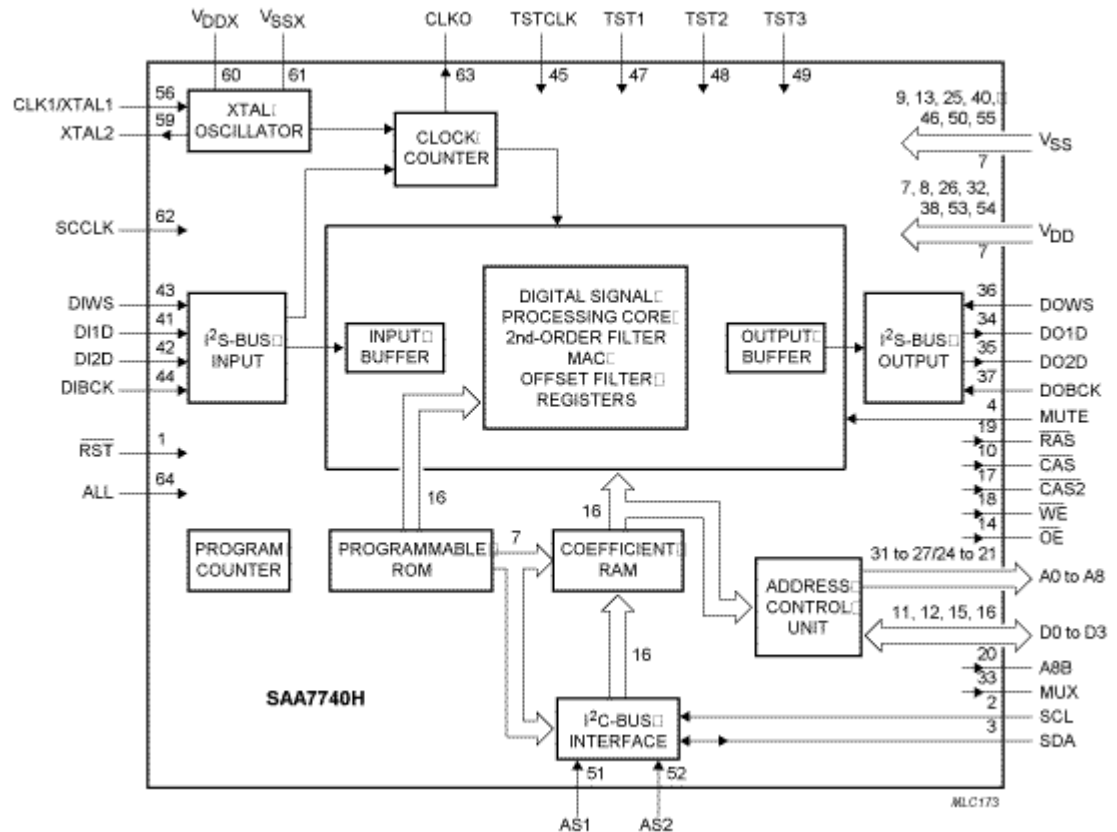 VDDX VSSX CLKO TSTCLK TST1 TST2 TST3
60 61 63 45 47 48 49
CLK1/XTAL1 56
XTAL2 59
XTAL
OSCILLATOR
CLOCK
COUNTER
9, 13, 25, 40,
46, 50, 55
VSS
7
7, 8, 26, 32,
38, 53, 54
VDD
7
SCCLK 62
DIWS 43
DI1D 41
DI2D 42
DIBCK 44
I2S-BUS
INPUT
INPUT
BUFFER
DIGITAL SIGNAL
PROCESSING CORE
2nd-ORDER FILTER
MAC
OFFSET FILTER
REGISTERS
OUTPUT
BUFFER
I2S-BUS
OUTPUT
36 DOWS
34 DO1D
35 DO2D
37 DOBCK
4 MUTE
19 RAS
10 CAS
17 CAS2
18 WE
14 OE
RST 1
ALL 64
16
16
PROGRAM
COUNTER
PROGRAMMABLE
ROM
7
COEFFICIENT
RAM
ADDRESS
CONTROL
UNIT
31 to 27/24 to 21
A0 to A8
11, 12, 15, 16
D0 to D3
20 A8B
33 MUX
2 SCL
3 SDA
16
SAA7740H
I2C-BUS
INTERFACE
51 52
AS1 AS2
MLC173